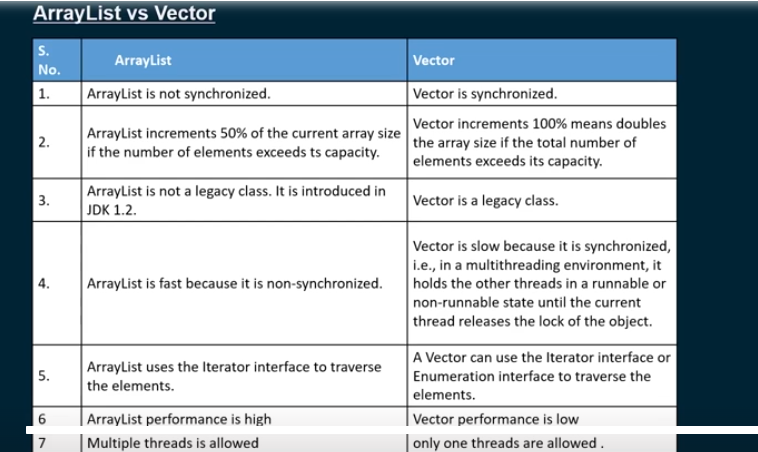 ArrayList vs Vector
S.
No.
ArrayList
Vector
1.
ArrayList is not synchronized.
Vector is synchronized.
2.
ArrayList increments 50% of the current array size
if the number of elements exceeds ts capacity.
Vector increments 100% means doubles
the array size if the total number of
elements exceeds its capacity.
3.
ArrayList is not a legacy class. It is introduced in
JDK 1.2.
Vector is a legacy class.
4.
ArrayList is fast because it is non-synchronized.
Vector is slow because it is synchronized,
i.e., in a multithreading environment, it
holds the other threads in a runnable or
non-runnable state until the current
thread releases the lock of the object.
5.
ArrayList uses the Iterator interface to traverse
the elements.
A Vector can use the Iterator interface or
Enumeration interface to traverse the
elements.
6
ArrayList performance is high
Vector performance is low
7
Multiple threads is allowed
only one threads are allowed .